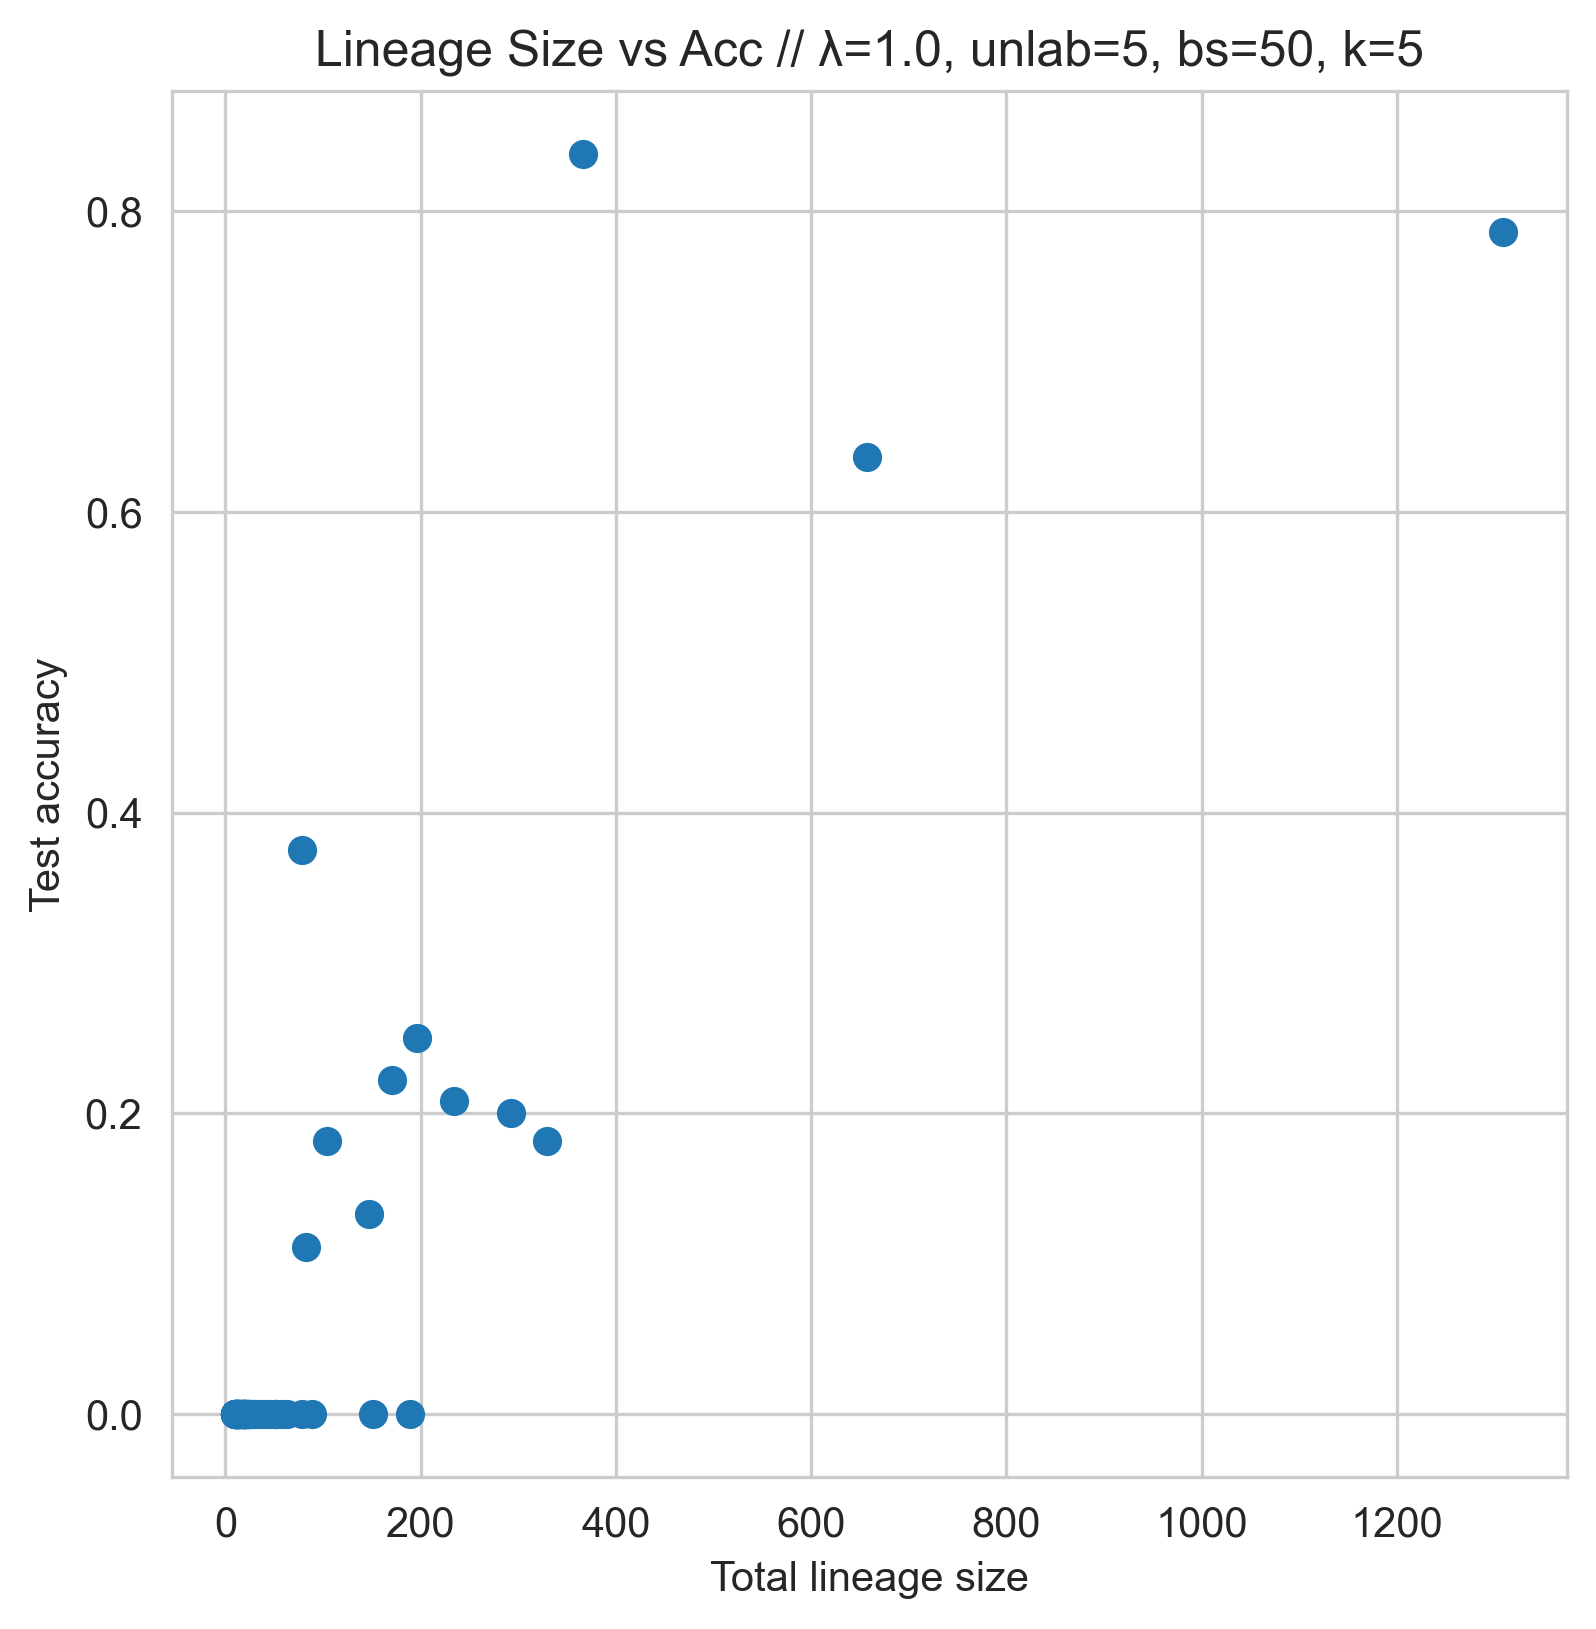 Lineage Size vs Acc // λ=1.0, unlab=5, bs=50, k=5
Test accuracy
0.8
0.6
0.4
0.2
0.0
0 200 400 600 800 1000 1200
Total lineage size